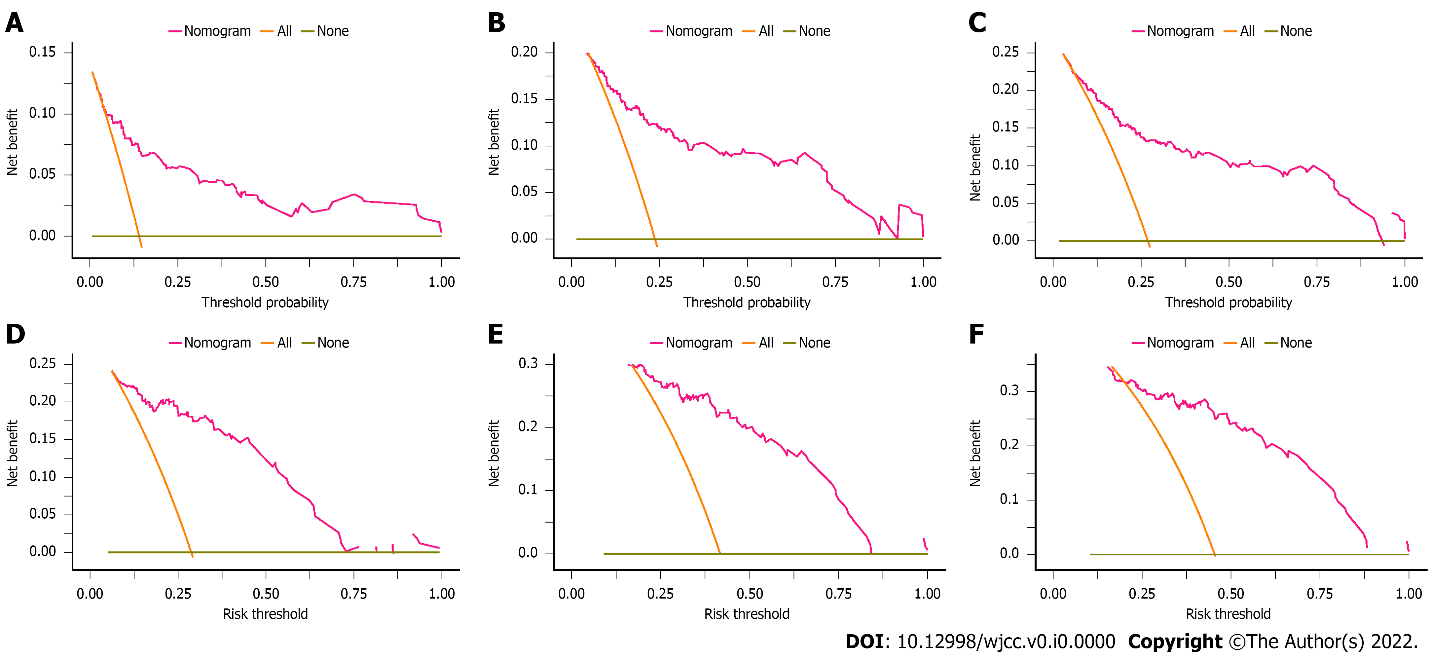 A
Nomogram All None
Net benefit
0.15
0.10
0.05
0.00
0.00 0.25 0.50 0.75 1.00
Threshold probability
B
Nomogram All None
Net benefit
0.20
0.15
0.10
0.05
0.00
0.00 0.25 0.50 0.75 1.00
Threshold probability
C
Nomogram All None
Net benefit
0.25
0.20
0.15
0.10
0.05
0.00
0.00 0.25 0.50 0.75 1.00
Threshold probability
D
Nomogram All None
Net benefit
0.25
0.20
0.15
0.10
0.05
0.00
0.00 0.25 0.50 0.75 1.00
Risk threshold
E
Nomogram All None
Net benefit
0.3
0.2
0.1
0.0
0.00 0.25 0.50 0.75 1.00
Risk threshold
F
Nomogram All None
Net benefit
0.3
0.2
0.1
0.0
0.00 0.25 0.50 0.75 1.00
Risk threshold
DOI: 10.12998/wjcc.v0.i0.0000 Copyright ©The Author(s) 2022.